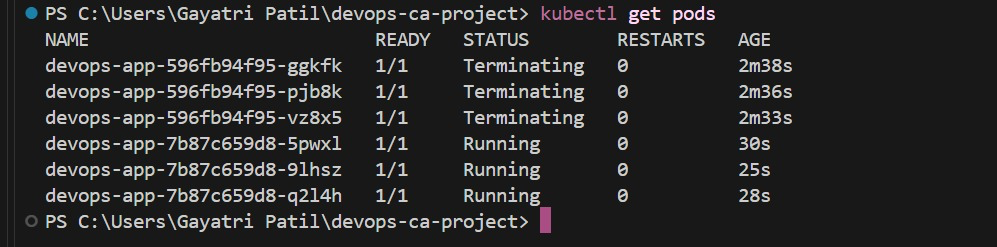 PS C:\Users\Gayatri Patil\devops-ca-project> kubectl get pods
NAME READY STATUS RESTARTS AGE
devops-app-596fb94f95-ggkfk 1/1 Terminating 0 2m38s
devops-app-596fb94f95-pjb8k 1/1 Terminating 0 2m36s
devops-app-596fb94f95-vz8x5 1/1 Terminating 0 2m33s
devops-app-7b87c659d8-5pwxl 1/1 Running 0 30s
devops-app-7b87c659d8-9lhsz 1/1 Running 0 25s
devops-app-7b87c659d8-q2l4h 1/1 Running 0 28s
PS C:\Users\Gayatri Patil\devops-ca-project>